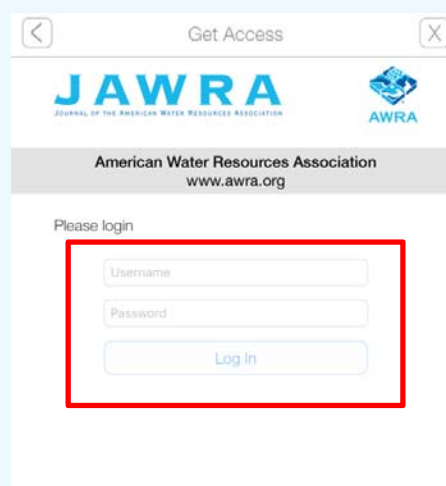 Get Access
X
JAWRA
JOURNAL OF THE AMERICAN WATER RESOURCES ASSOCIATION
AWRA
American Water Resources Association
www.awra.org
Please login
Username
Password
Log In